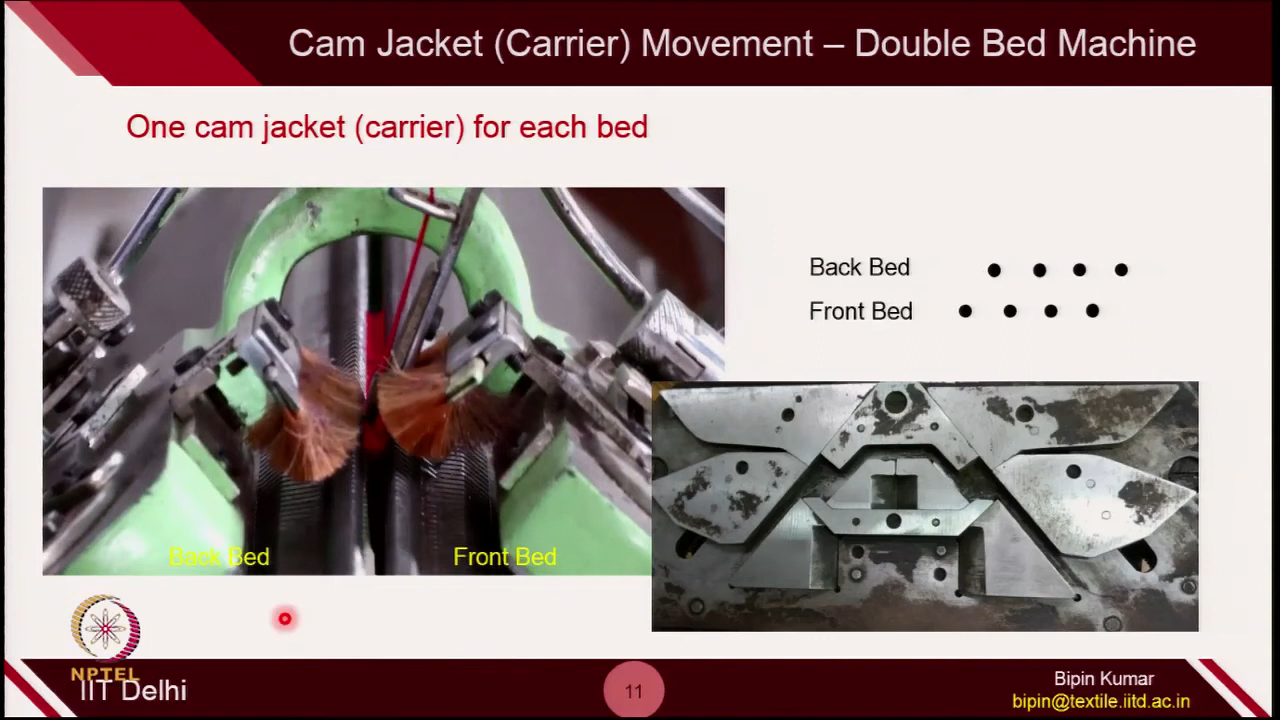 Cam Jacket (Carrier) Movement – Double Bed Machine
One cam jacket (carrier) for each bed
Back Bed
Front Bed
Back Bed
Front Bed
NPTEL
IIT Delhi
11
Bipin Kumar
bipin@textile.iitd.ac.in